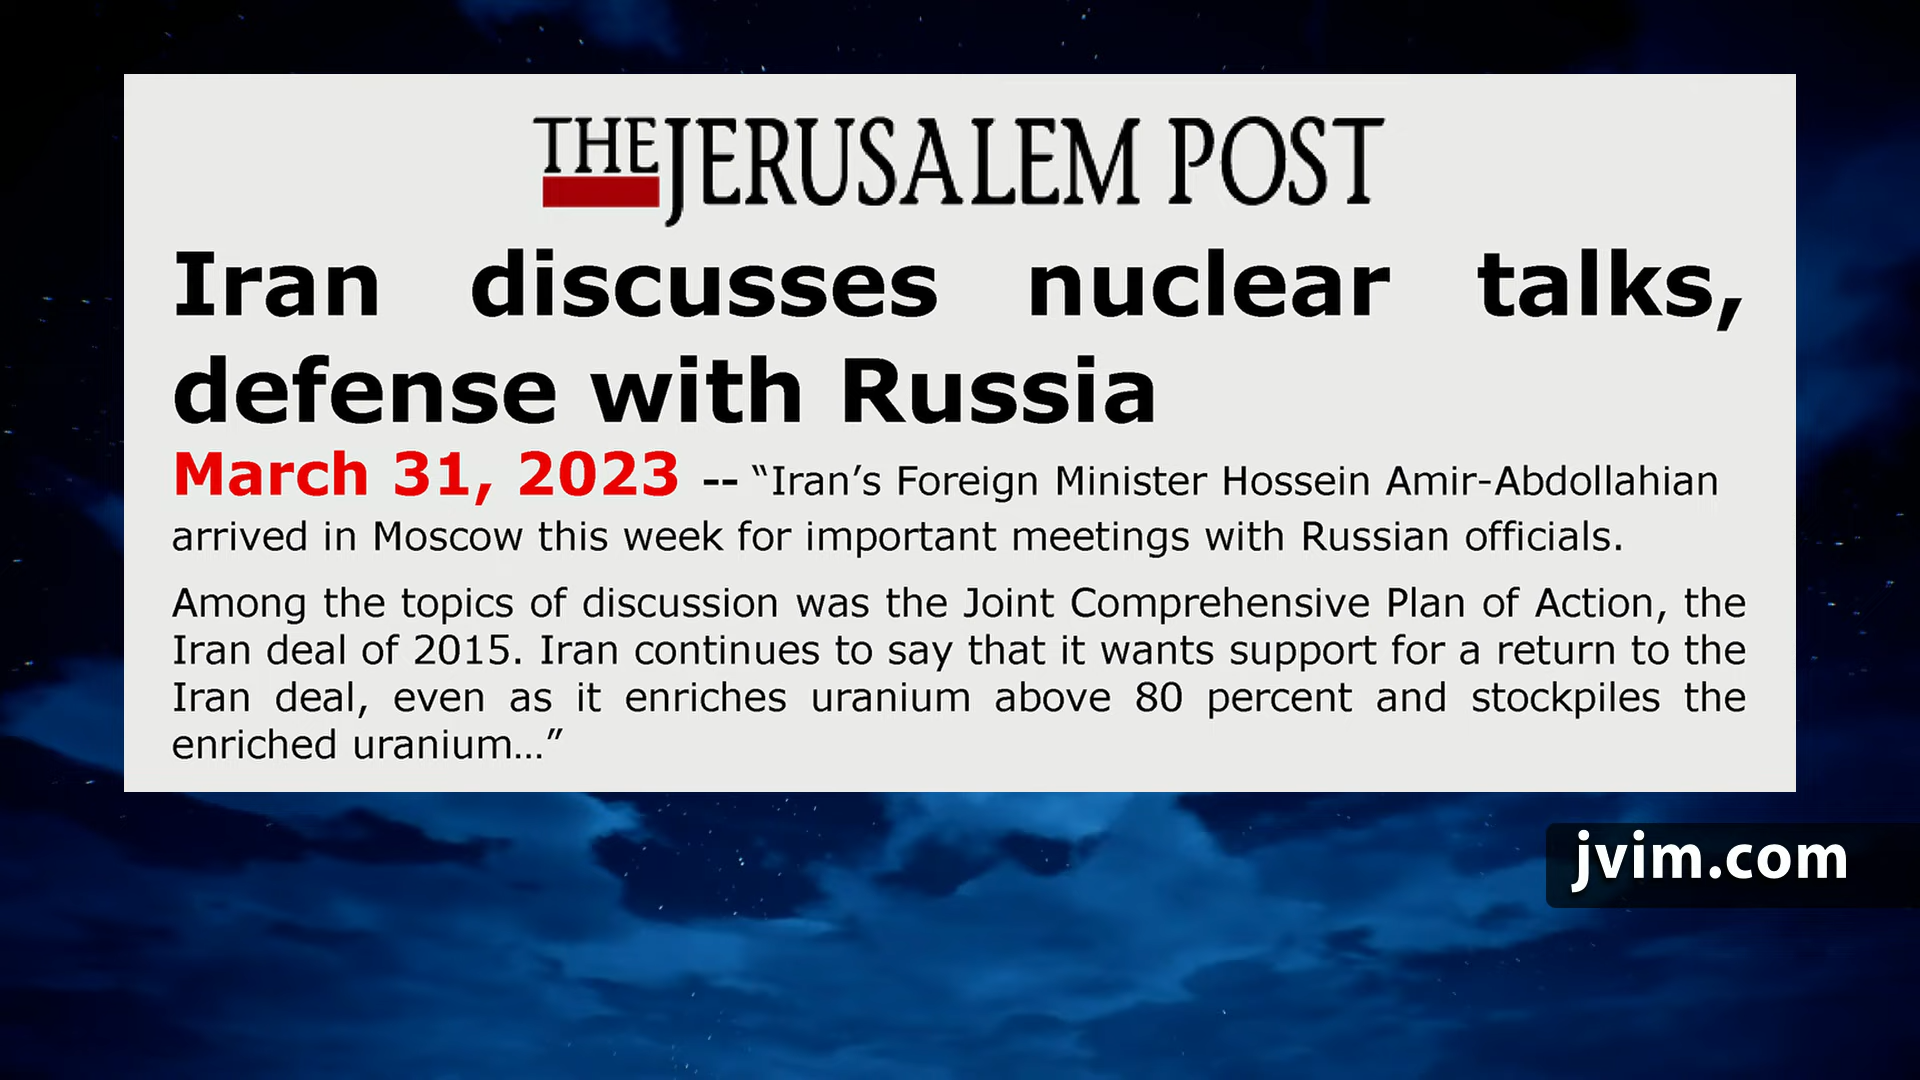 THE JERUSALEM POST
Iran discusses nuclear talks,
defense with Russia
March 31, 2023 -- “Iran’s Foreign Minister Hossein Amir-Abdollahian
arrived in Moscow this week for important meetings with Russian officials.
Among the topics of discussion was the Joint Comprehensive Plan of Action, the
Iran deal of 2015. Iran continues to say that it wants support for a return to the
Iran deal, even as it enriches uranium above 80 percent and stockpiles the
enriched uranium…”
jvim.com